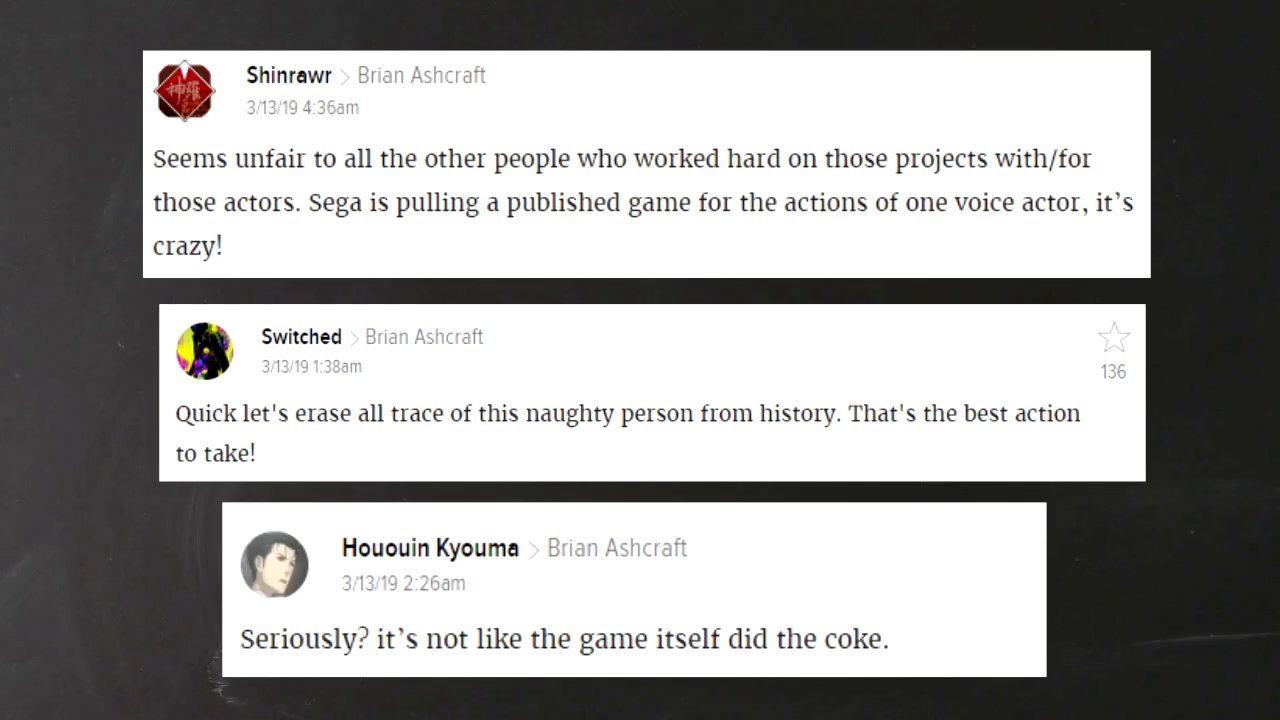 Shinrawr > Brian Ashcraft
3/13/19 4:36am
Seems unfair to all the other people who worked hard on those projects with/for
those actors. Sega is pulling a published game for the actions of one voice actor, it’s
crazy!
Switched > Brian Ashcraft
3/13/19 1:38am
136
Quick let's erase all trace of this naughty person from history. That's the best action
to take!
Hououin Kyouma > Brian Ashcraft
3/13/19 2:26am
Seriously? it’s not like the game itself did the coke.